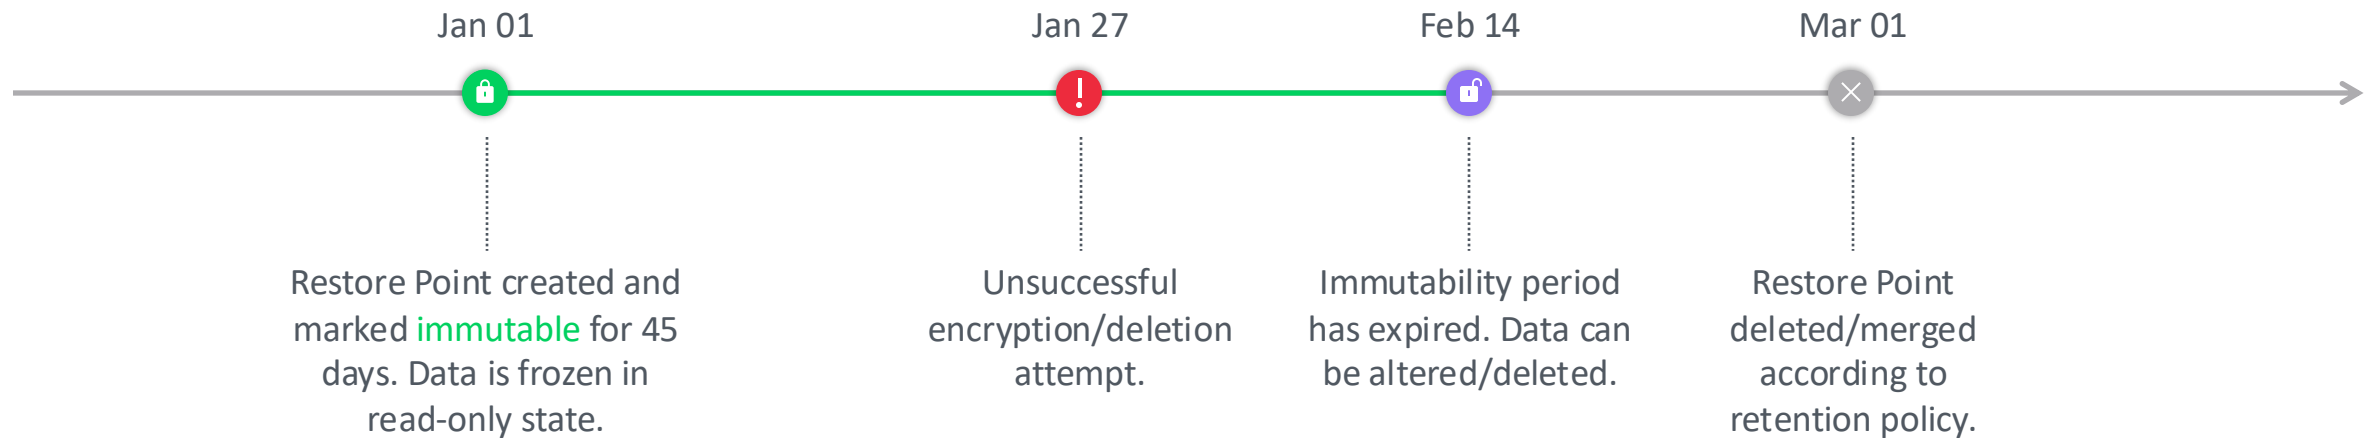 Jan 01
Jan 27
Feb 14
Mar 01
Restore Point created and
marked immutable for 45
days. Data is frozen in
read-only state.
Unsuccessful
encryption/deletion
attempt.
Immutability period
has expired. Data can
be altered/deleted.
Restore Point
deleted/merged
according to
retention policy.